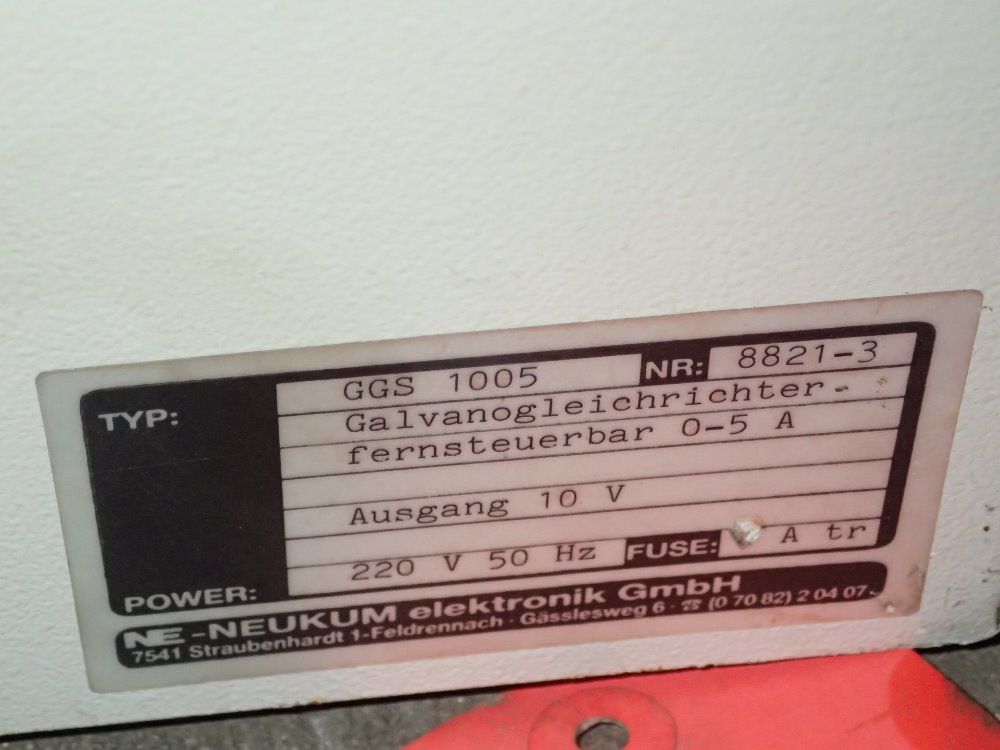 TYP: GGS 1005 NR: 8821-3
Galvanogleichrichter-
fernsteuerbar 0-5 A
Ausgang 10 V
POWER: 220 V 50 Hz FUSE: A tr
NE-NEUKUM elektronik GmbH
7541 Straubenhardt 1-Feldrennach · Gässlesweg 6 · ☎ (0 70 82) 2 04 07